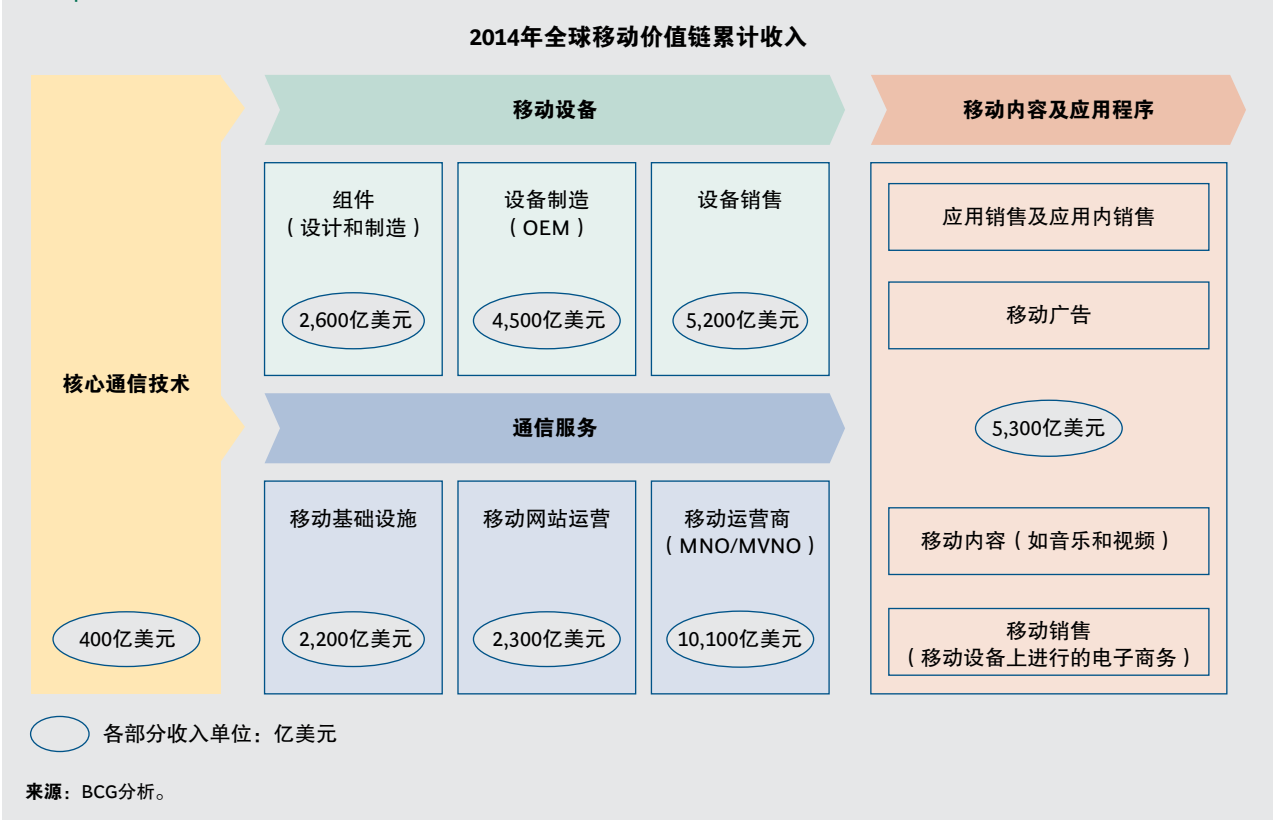 2014年全球移动价值链累计收入
核心通信技术
400亿美元
移动设备
组件
（设计和制造）
2,600亿美元
设备制造
（OEM）
4,500亿美元
设备销售
5,200亿美元
通信服务
移动基础设施
2,200亿美元
移动网站运营
2,300亿美元
移动运营商
（MNO/MVNO）
10,100亿美元
移动内容及应用程序
应用销售及应用内销售
移动广告
5,300亿美元
移动内容（如音乐和视频）
移动销售
（移动设备上进行的电子商务）
各部分收入单位：亿美元
来源：BCG分析。